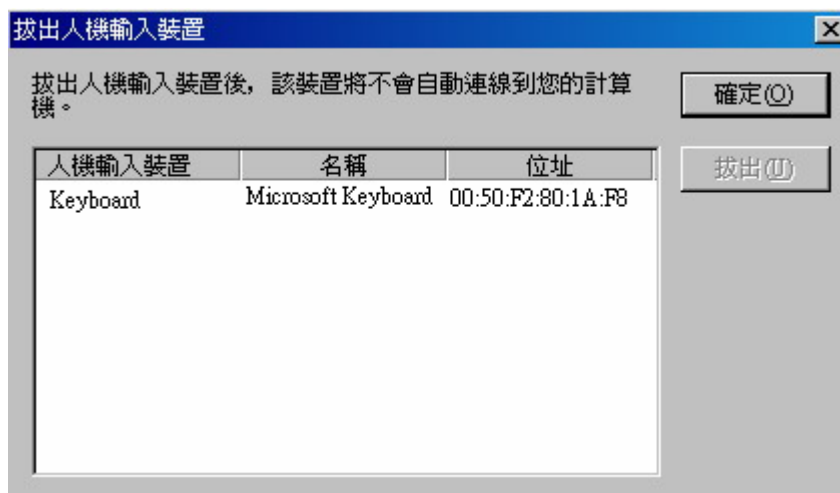 拔出人機輸入裝置
拔出人機輸入裝置後，該裝置將不會自動連線到您的計算
機。
確定(O)
人機輸入裝置 名稱 位址
拔出(U)
Keyboard Microsoft Keyboard 00:50:F2:80:1A:F8